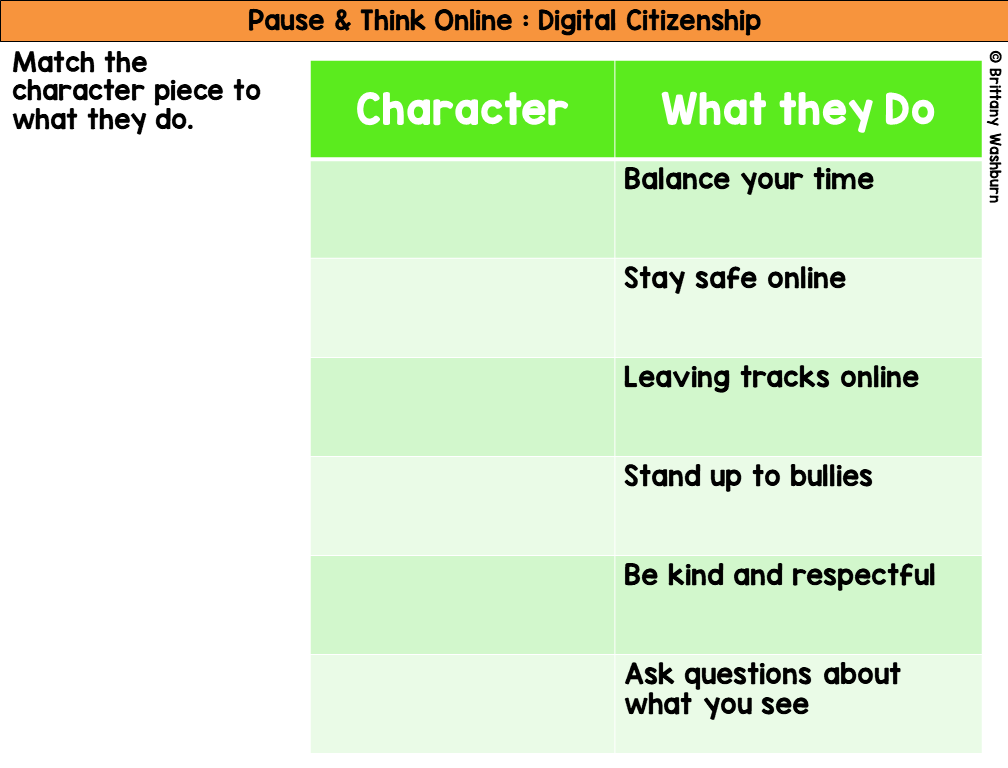 Pause & Think Online : Digital Citizenship
Match the
character piece to
what they do.
Character
What they Do
Balance your time
Stay safe online
Leaving tracks online
Stand up to bullies
Be kind and respectful
Ask questions about
what you see
© Brittany Washburn